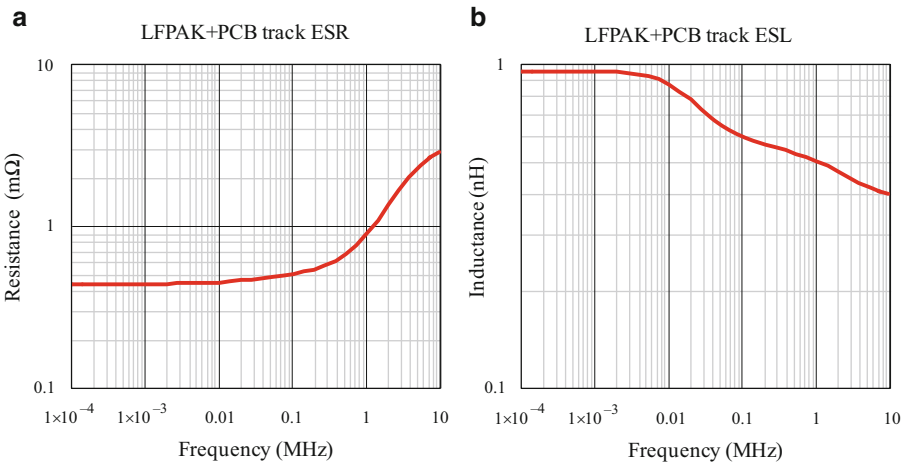 a
LFPAK+PCB track ESR
10
1
0.1
Resistance (mΩ)
1×10⁻⁴
1×10⁻³
0.01
0.1
1
10
Frequency (MHz)
b
LFPAK+PCB track ESL
1
0.1
Inductance (nH)
1×10⁻⁴
1×10⁻³
0.01
0.1
1
10
Frequency (MHz)